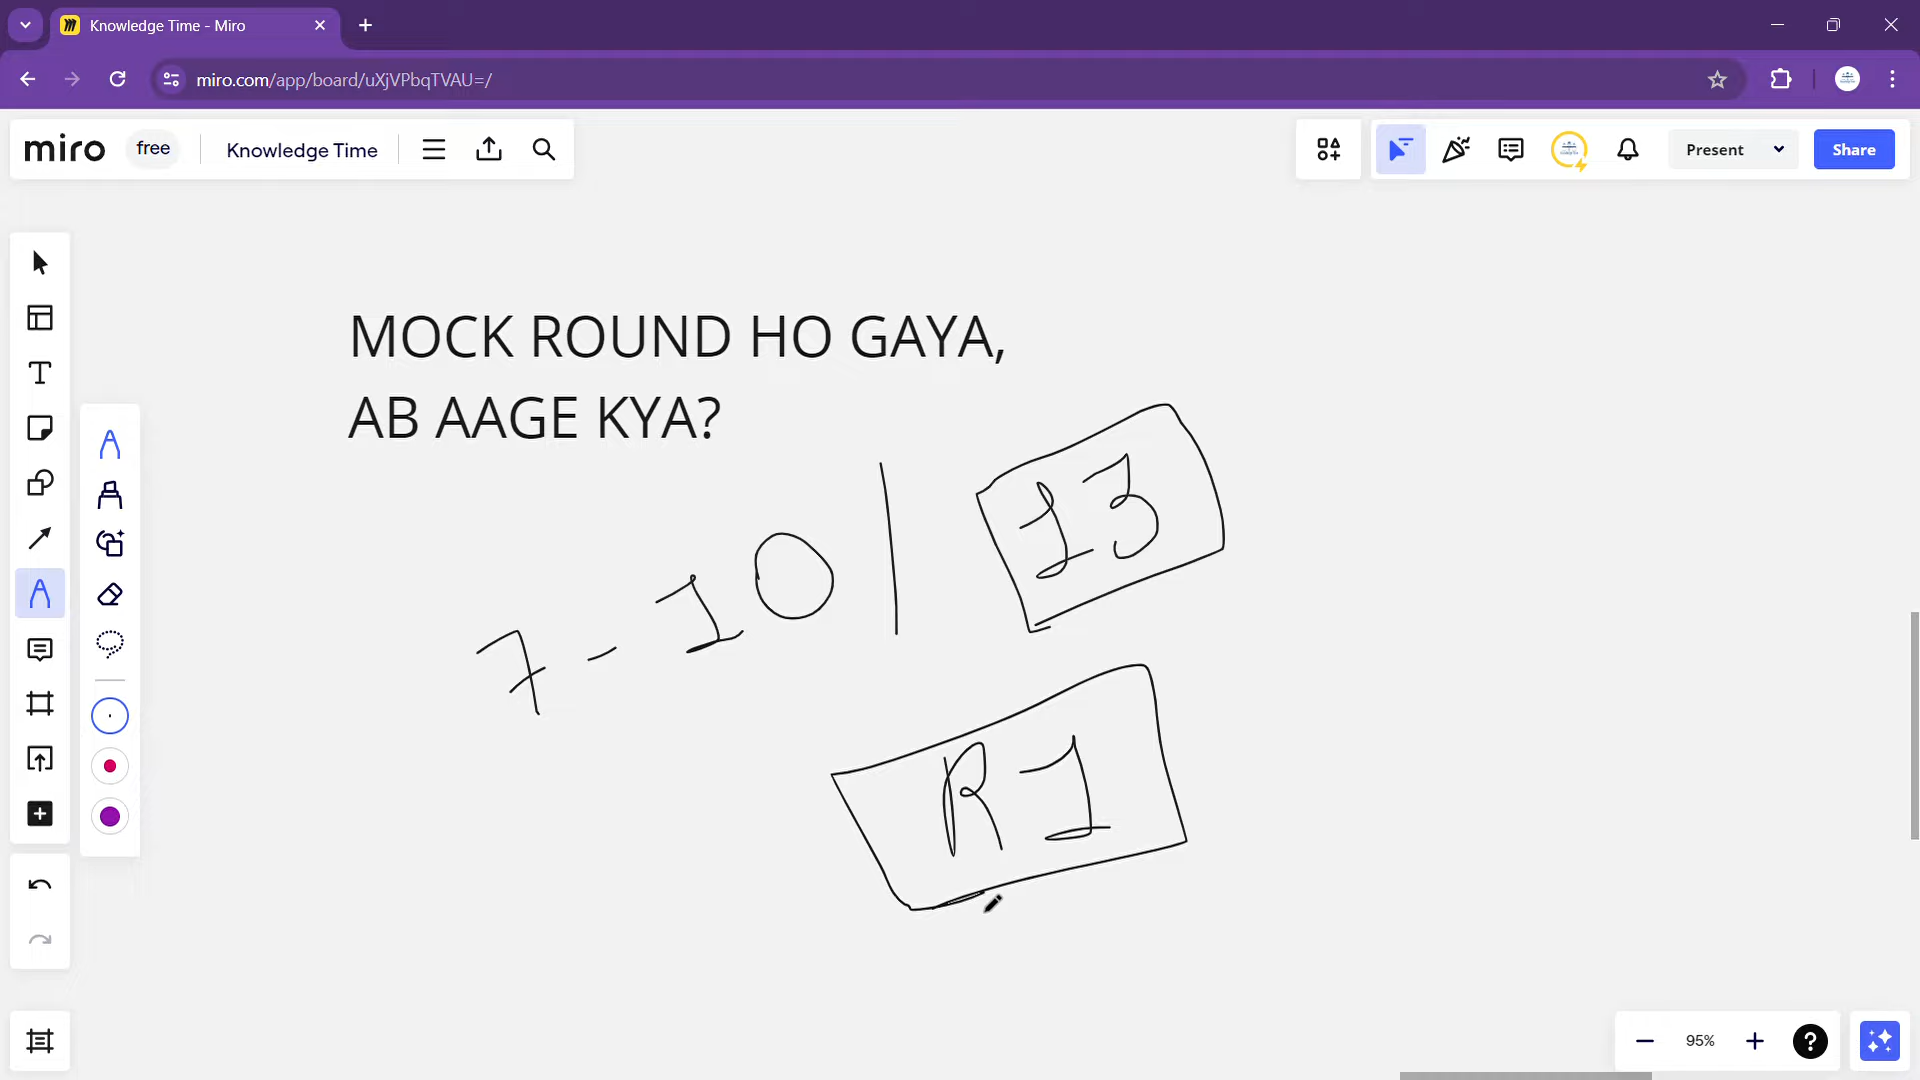 Knowledge Time - Miro
miro.com/app/board/uXjVPbqTVAU=/
miro free Knowledge Time
Present Share
MOCK ROUND HO GAYA,
AB AAGE KYA?
7 - 10 | 13
R1
95%